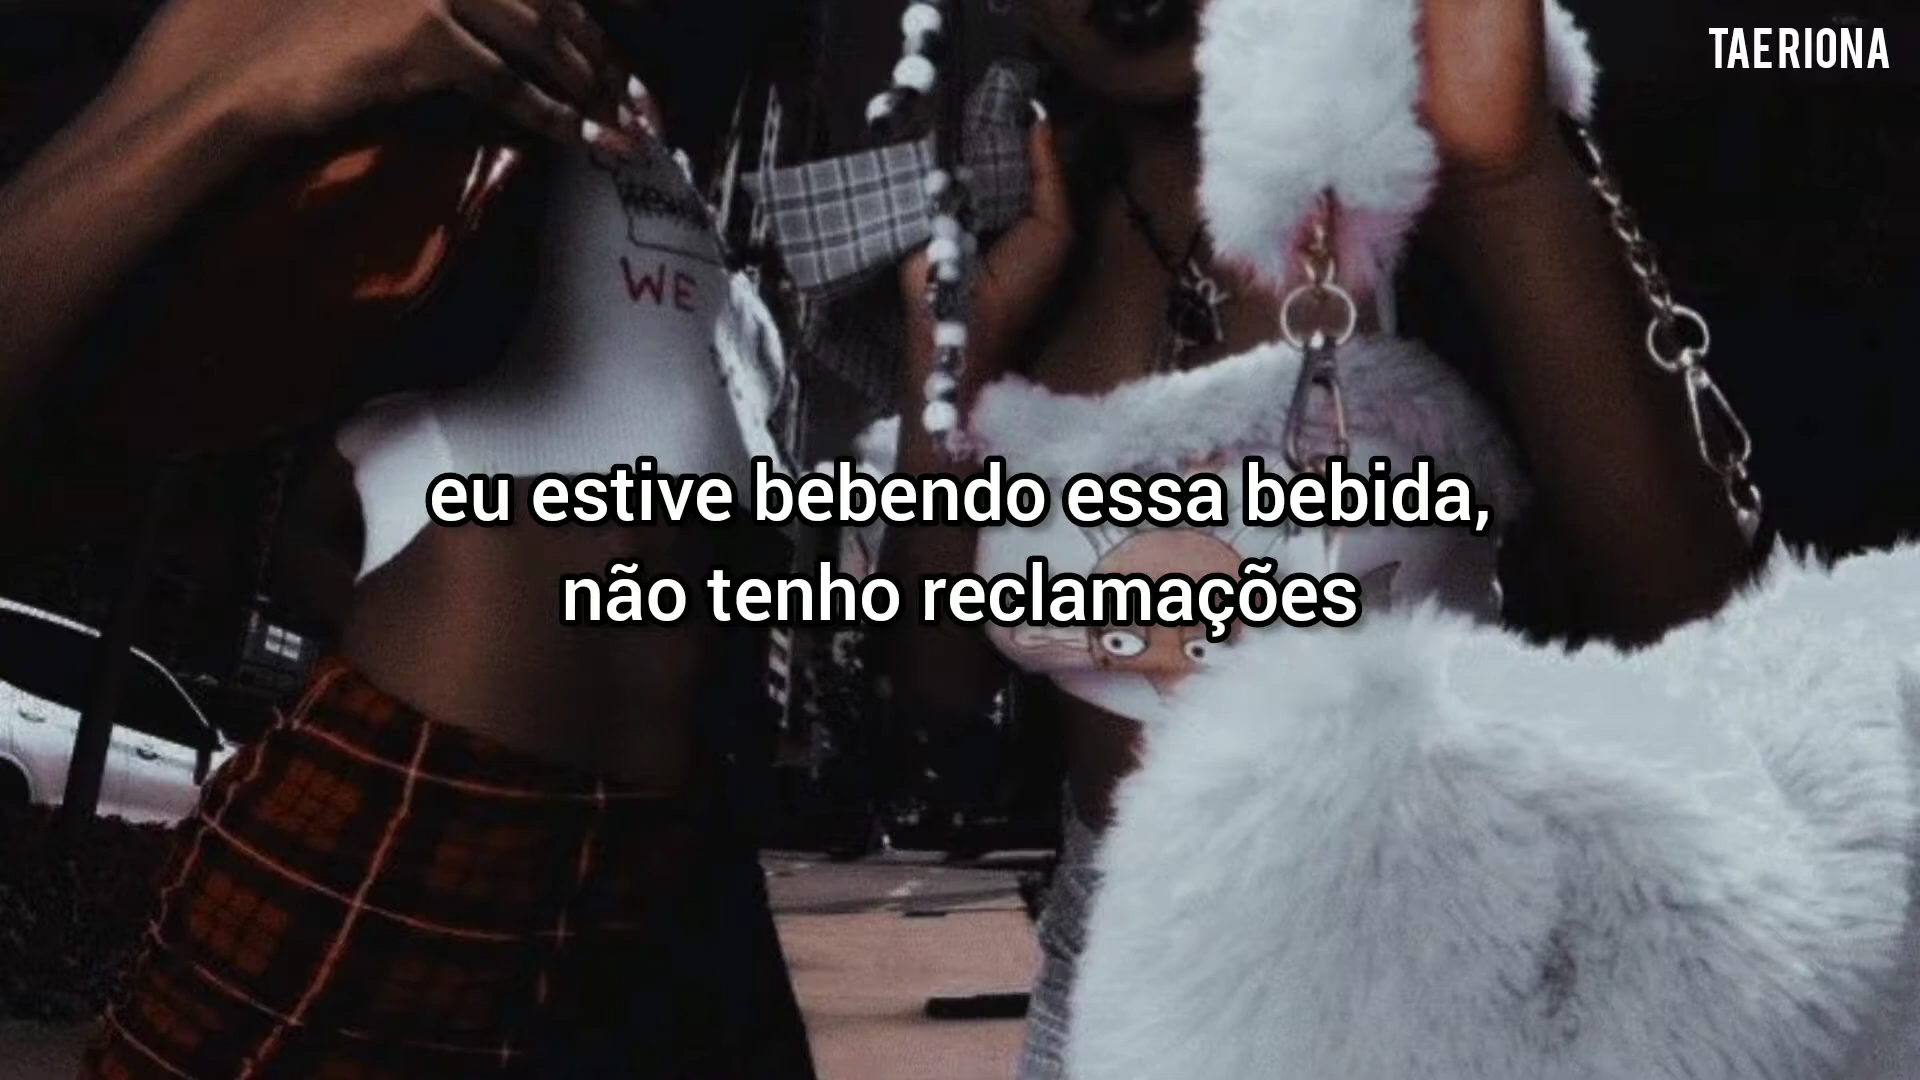 TAERIONA
WE
eu estive bebendo essa bebida,
não tenho reclamações